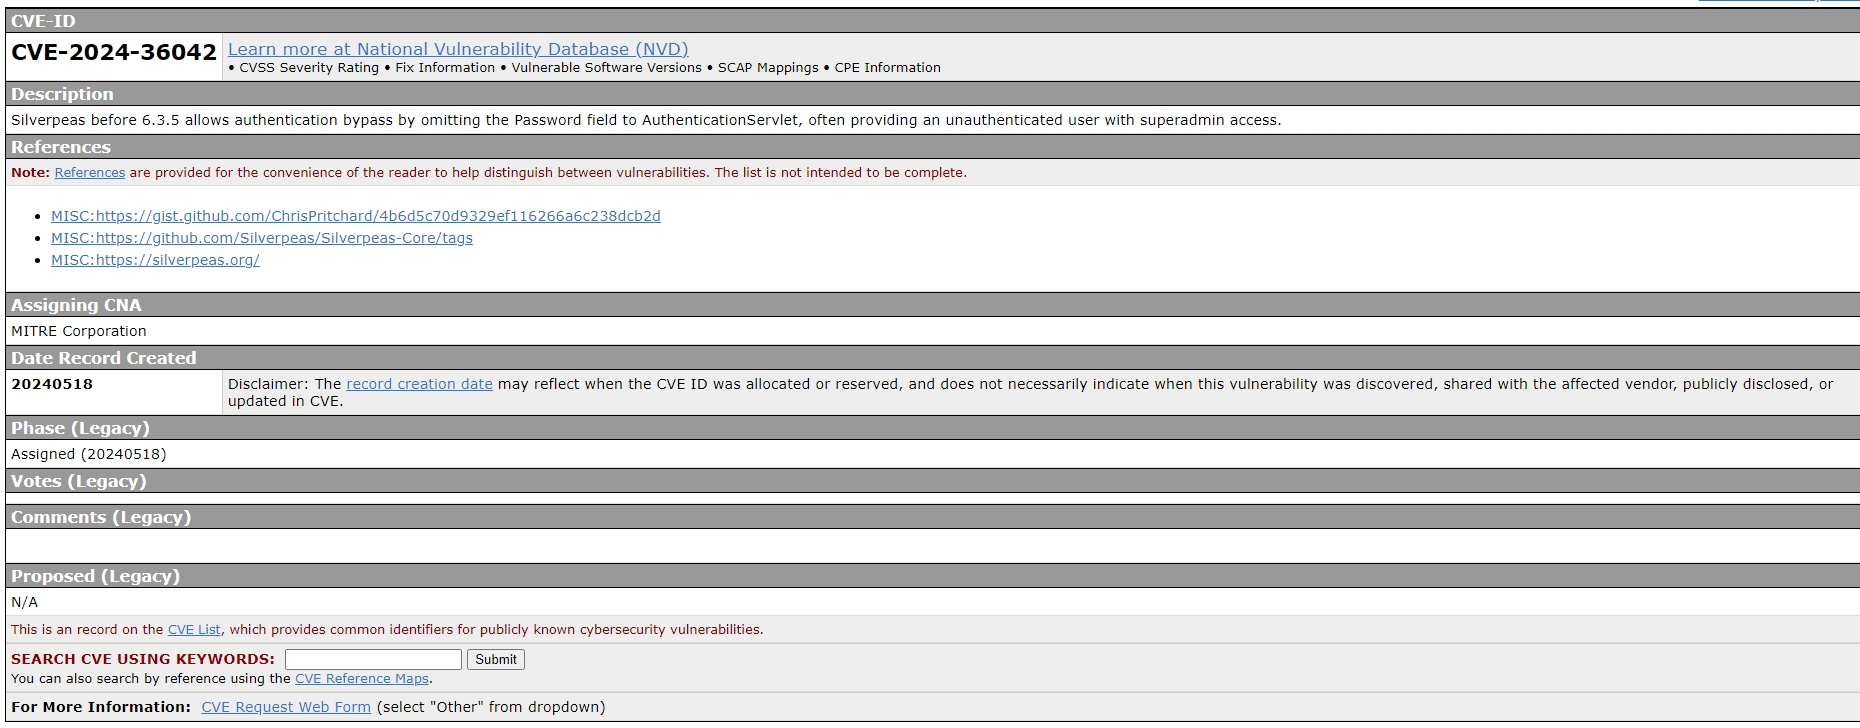 CVE-ID
CVE-2024-36042
Learn more at National Vulnerability Database (NVD)
• CVSS Severity Rating • Fix Information • Vulnerable Software Versions • SCAP Mappings • CPE Information
Description
Silverpeas before 6.3.5 allows authentication bypass by omitting the Password field to AuthenticationServlet, often providing an unauthenticated user with superadmin access.
References
Note: References are provided for the convenience of the reader to help distinguish between vulnerabilities. The list is not intended to be complete.
• MISC:https://gist.github.com/ChrisPritchard/4b6d5c70d9329ef116266a6c238dcb2d
• MISC:https://github.com/Silverpeas/Silverpeas-Core/tags
• MISC:https://silverpeas.org/
Assigning CNA
MITRE Corporation
Date Record Created
20240518
Disclaimer: The record creation date may reflect when the CVE ID was allocated or reserved, and does not necessarily indicate when this vulnerability was discovered, shared with the affected vendor, publicly disclosed, or
updated in CVE.
Phase (Legacy)
Assigned (20240518)
Votes (Legacy)
Comments (Legacy)
Proposed (Legacy)
N/A
This is an record on the CVE List, which provides common identifiers for publicly known cybersecurity vulnerabilities.
SEARCH CVE USING KEYWORDS: Submit
You can also search by reference using the CVE Reference Maps.
For More Information: CVE Request Web Form (select "Other" from dropdown)